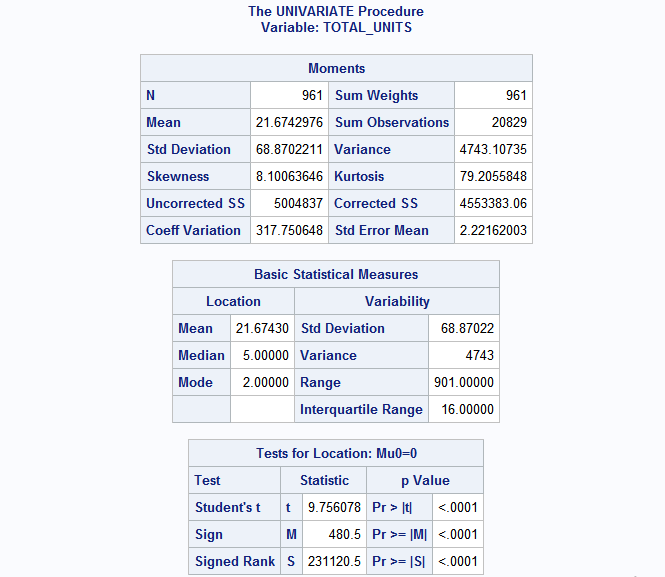 The UNIVARIATE Procedure
Variable: TOTAL_UNITS
Moments
N 961 Sum Weights 961
Mean 21.6742976 Sum Observations 20829
Std Deviation 68.8702211 Variance 4743.10735
Skewness 8.10063646 Kurtosis 79.2055848
Uncorrected SS 5004837 Corrected SS 4553383.06
Coeff Variation 317.750648 Std Error Mean 2.22162003
Basic Statistical Measures
Location Variability
Mean 21.67430 Std Deviation 68.87022
Median 5.00000 Variance 4743
Mode 2.00000 Range 901.00000
Interquartile Range 16.00000
Tests for Location: Mu0=0
Test Statistic p Value
Student's t t 9.756078 Pr > |t| <.0001
Sign M 480.5 Pr >= |M| <.0001
Signed Rank S 231120.5 Pr >= |S| <.0001